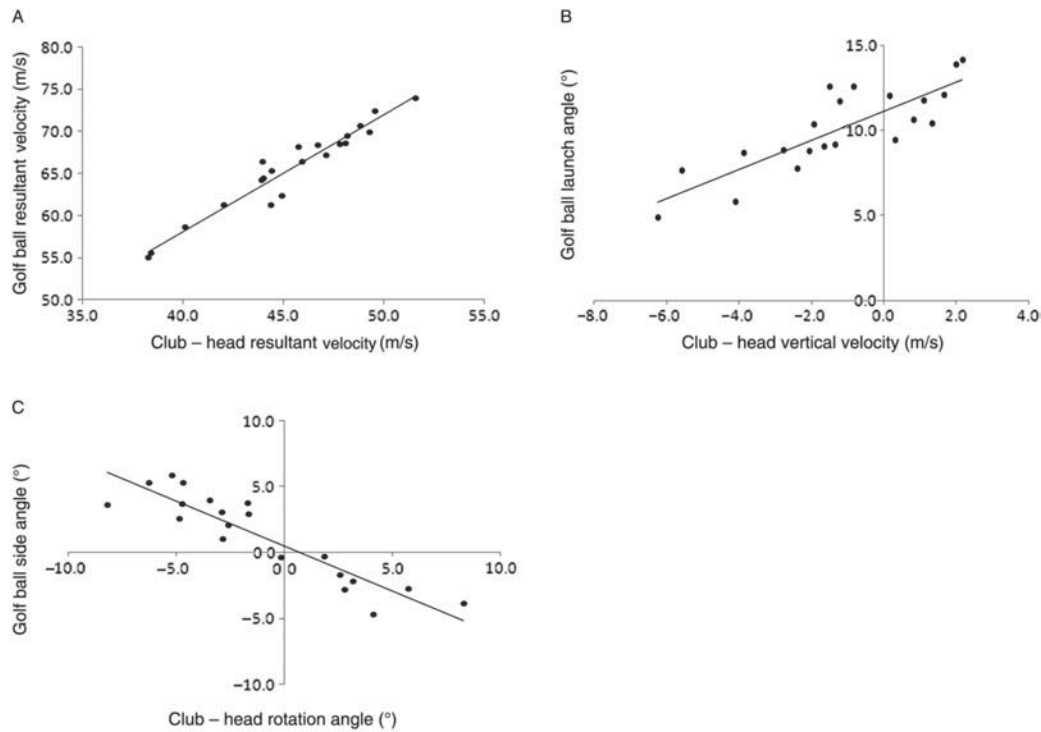 A
Golf ball resultant velocity (m/s)
80.0
75.0
70.0
65.0
60.0
55.0
50.0
35.0 40.0 45.0 50.0 55.0
Club – head resultant velocity (m/s)
B
Golf ball launch angle (°)
15.0
10.0
5.0
0.0
−8.0 −6.0 −4.0 −2.0 0.0 2.0 4.0
Club – head vertical velocity (m/s)
C
Golf ball side angle (°)
10.0
5.0
0.0
−5.0
−10.0
−10.0 −5.0 0.0 5.0 10.0
Club – head rotation angle (°)